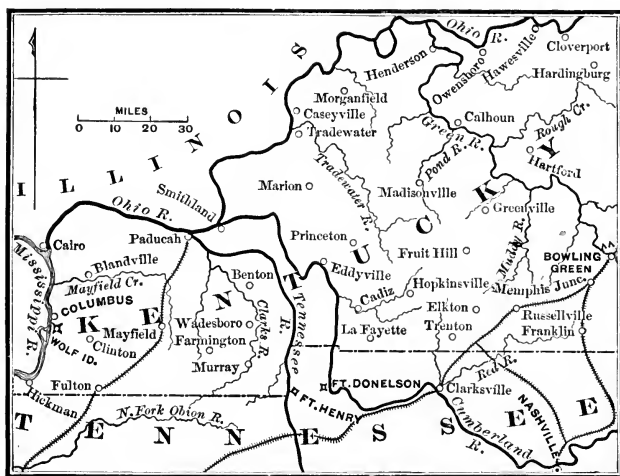 Ohio R.
Cloverport
Hawesville
Owensboro
Henderson
Hardingburg
MILES
0 10 20 30
Morganfield
Caseyville
Tradewater
Calhoun
Green R.
Rough Cr.
Hartford
ILLINOIS
Tradewater R.
Pond R.
Marion
Madisonville
Greenville
Ohio R.
Smithland
Muddy R.
Mississippi R.
Cairo
Paducah
Princeton
Fruit Hill
Eddyville
BOWLING
GREEN
Blandville
Mayfield Cr.
Benton
KENTUCKY
Cadiz
Hopkinsville
Memphis Junc.
COLUMBUS
Mayfield
Wadesboro
Clarks R.
Tennessee R.
Elkton
Russellville
WOLF ID.
Clinton
Farmington
La Fayette
Trenton
Franklin
Murray
Red R.
Fulton
FT. DONELSON
Clarksville
Hickman
FT. HENRY
NASHVILLE
N. Fork Obion R.
Cumberland R.
TENNESSEE